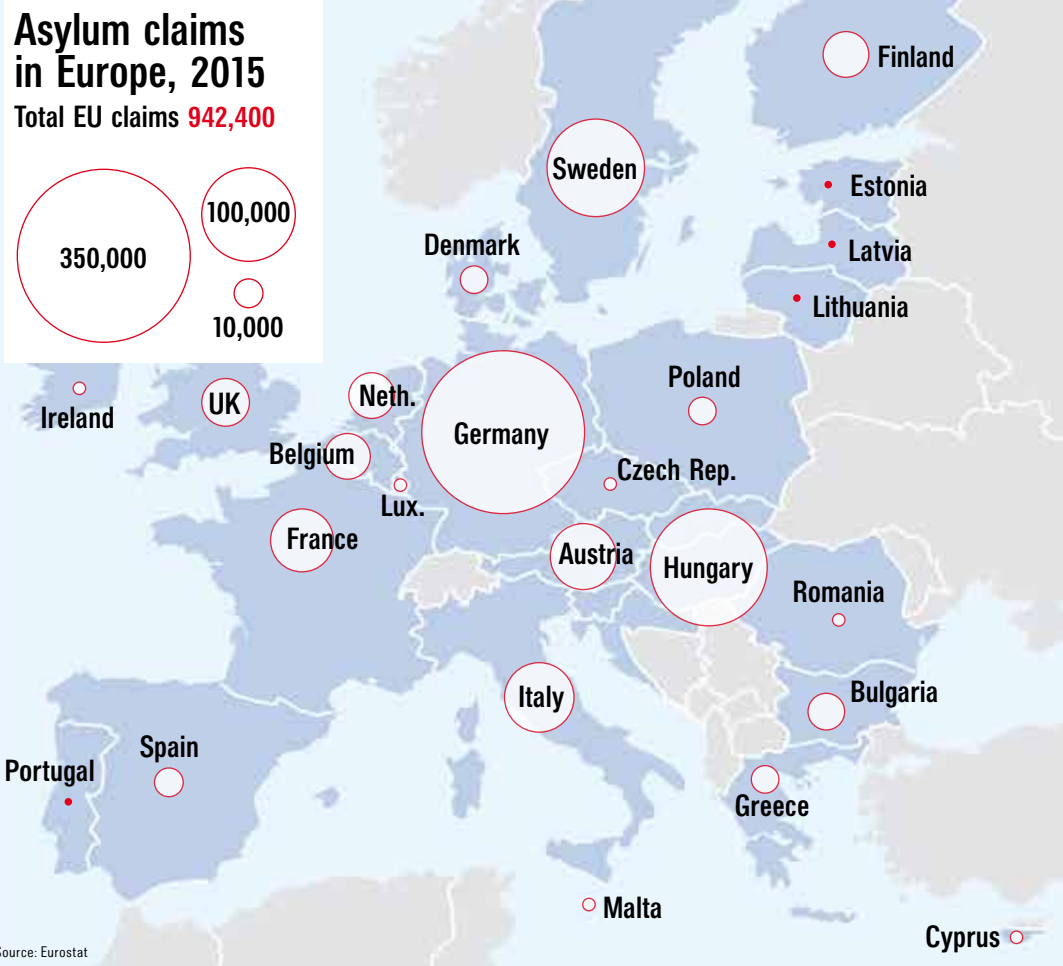 Asylum claims
in Europe, 2015
Total EU claims 942,400
350,000
100,000
10,000
Finland
Sweden
Estonia
Latvia
Lithuania
Denmark
Ireland
UK
Neth.
Belgium
Lux.
Germany
Poland
Czech Rep.
France
Austria
Hungary
Romania
Italy
Bulgaria
Portugal
Spain
Greece
Malta
Cyprus
Source: Eurostat